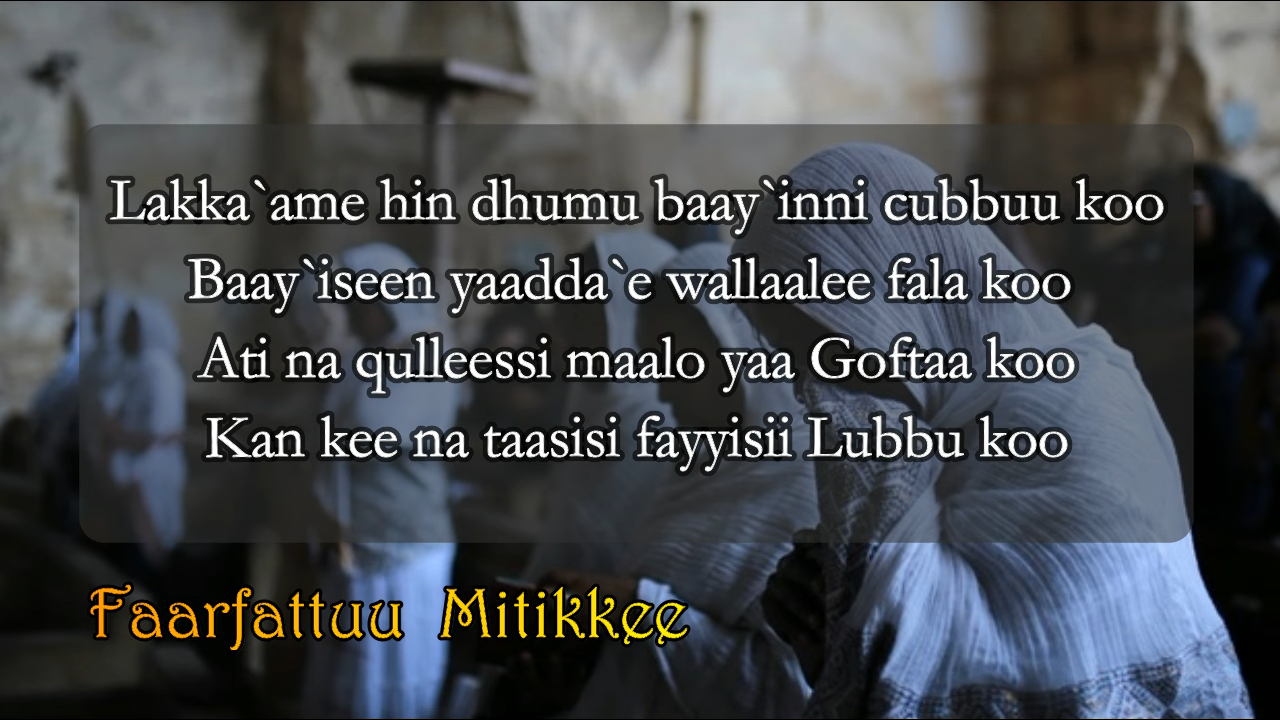 Lakka`ame hin dhumu baay`inni cubbuu koo
Baay`iseen yaadda`e wallaalee fala koo
Ati na qulleessi maalo yaa Goftaa koo
Kan kee na taasisi fayyisii Lubbu koo
Faarfattuu Mitikkee